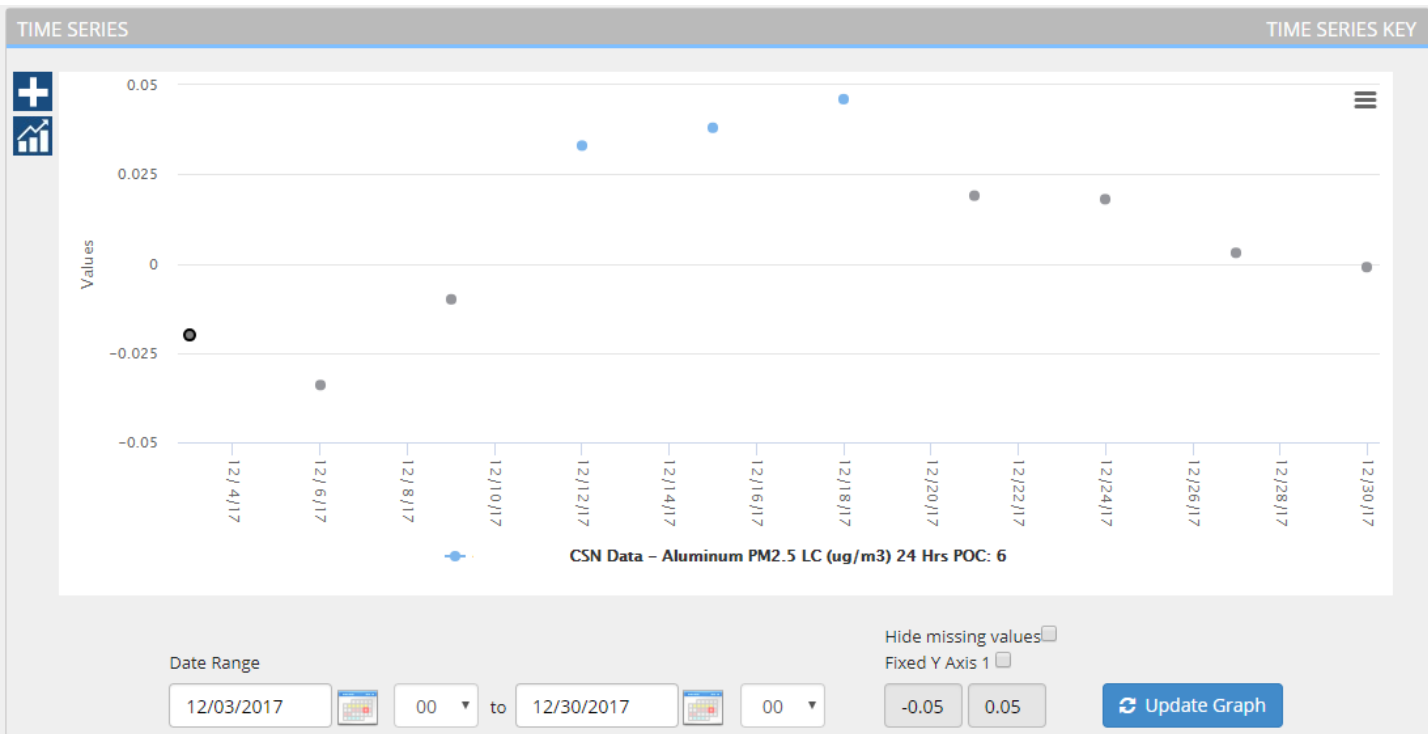 TIME SERIES
TIME SERIES KEY
0.05
0.025
0
−0.025
−0.05
Values
12/ 4/17
12/ 6/17
12/ 8/17
12/10/17
12/12/17
12/14/17
12/16/17
12/18/17
12/20/17
12/22/17
12/24/17
12/26/17
12/28/17
12/30/17
CSN Data – Aluminum PM2.5 LC (ug/m3) 24 Hrs POC: 6
Hide missing values
Date Range
Fixed Y Axis 1
12/03/2017
00
to
12/30/2017
00
-0.05
0.05
Update Graph